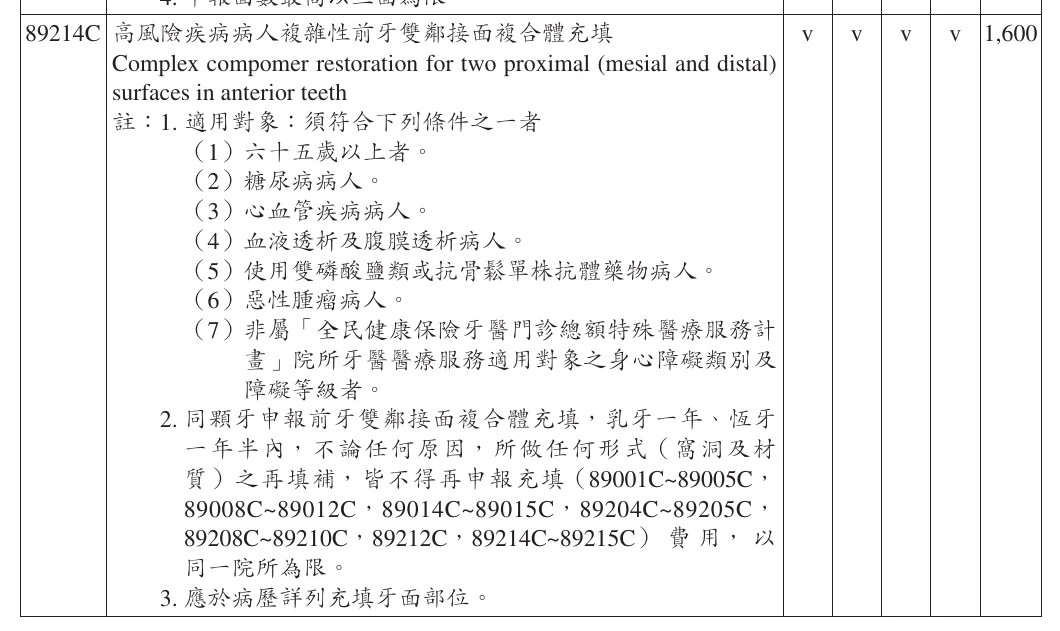 4. 申報面數最高以二面為限
89214C 高風險疾病病人複雜性前牙雙鄰接面複合體充填 v v v v 1,600
Complex compomer restoration for two proximal (mesial and distal)
surfaces in anterior teeth
註：1. 適用對象：須符合下列條件之一者
（1）六十五歲以上者。
（2）糖尿病病人。
（3）心血管疾病病人。
（4）血液透析及腹膜透析病人。
（5）使用雙磷酸鹽類或抗骨鬆單株抗體藥物病人。
（6）惡性腫瘤病人。
（7）非屬「全民健康保險牙醫門診總額特殊醫療服務計
畫」院所牙醫醫療服務適用對象之身心障礙類別及
障礙等級者。
2. 同顆牙申報前牙雙鄰接面複合體充填，乳牙一年、恆牙
一年半內，不論任何原因，所做任何形式（窩洞及材
質）之再填補，皆不得再申報充填（89001C~89005C，
89008C~89012C，89014C~89015C，89204C~89205C，
89208C~89210C，89212C，89214C~89215C）費用，以
同一院所為限。
3. 應於病歷詳列充填牙面部位。